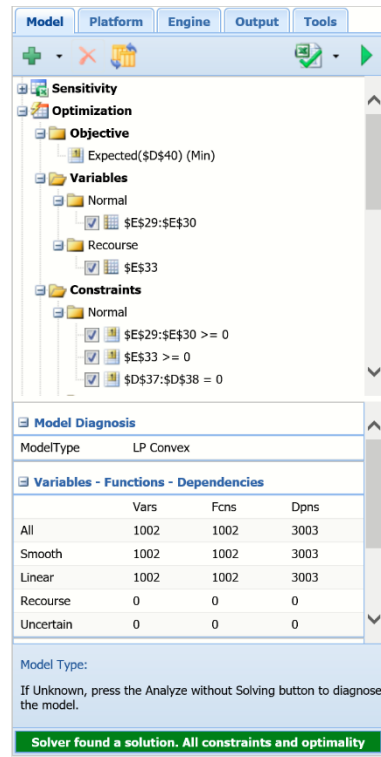 Model Platform Engine Output Tools
Sensitivity
Optimization
Objective
Expected($D$40) (Min)
Variables
Normal
$E$29:$E$30
Recourse
$E$33
Constraints
Normal
$E$29:$E$30 >= 0
$E$33 >= 0
$D$37:$D$38 = 0
Model Diagnosis
ModelType LP Convex
Variables - Functions - Dependencies
Vars Fcns Dpns
All 1002 1002 3003
Smooth 1002 1002 3003
Linear 1002 1002 3003
Recourse 0 0 0
Uncertain 0 0 0
Model Type:
If Unknown, press the Analyze without Solving button to diagnose
the model.
Solver found a solution. All constraints and optimality